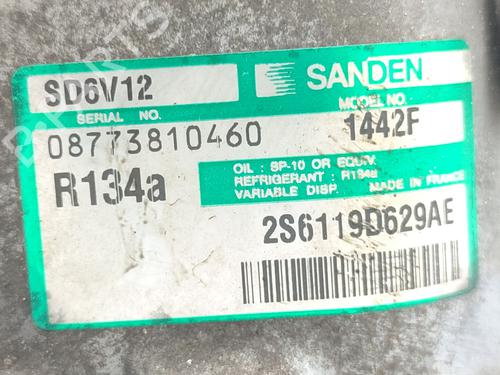 SD6V12
SANDEN
SERIAL NO.
MODEL NO.
08773810460
1442F
R134a
OIL : SP-10 OR EQUIV.
REFRIGERANT : R134a
VARIABLE DISP. MADE IN FRANCE
2S6119D629AE